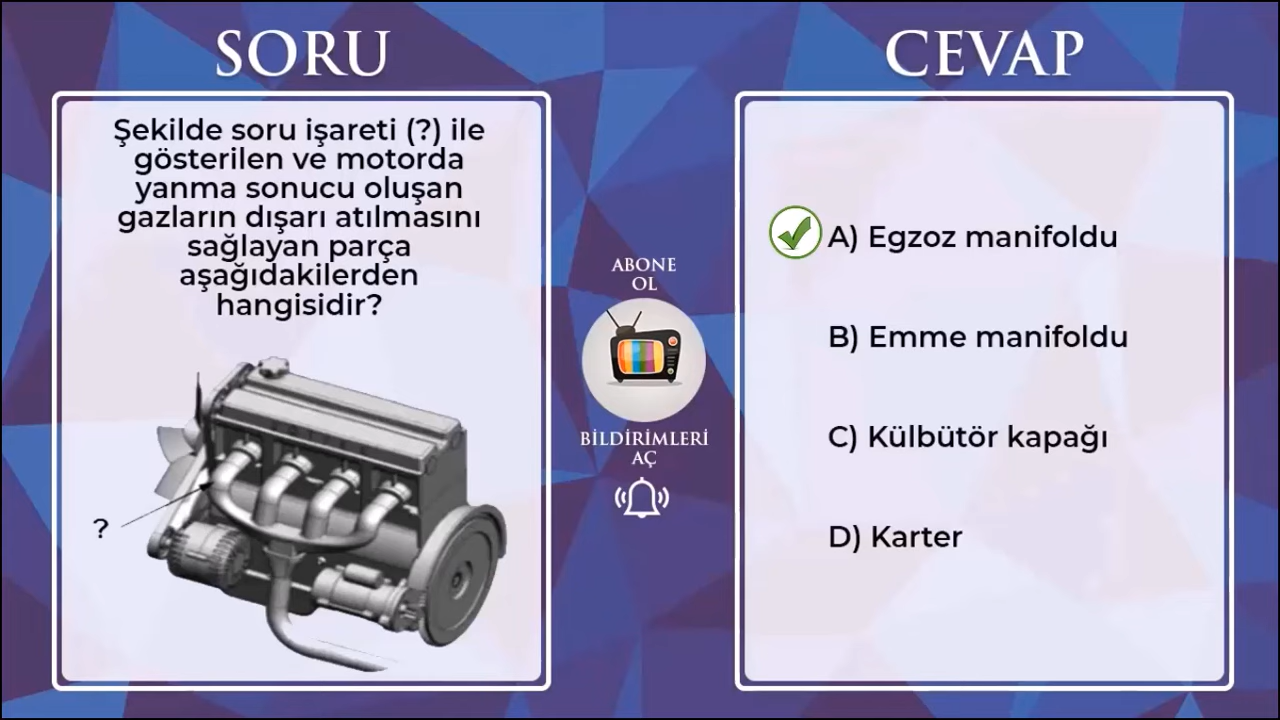 SORU
Şekilde soru işareti (?) ile
gösterilen ve motorda
yanma sonucu oluşan
gazların dışarı atılmasını
sağlayan parça
aşağıdakilerden
hangisidir?
?
ABONE
OL
BİLDİRİMLERİ
AÇ
CEVAP
A) Egzoz manifoldu
B) Emme manifoldu
C) Külbütör kapağı
D) Karter